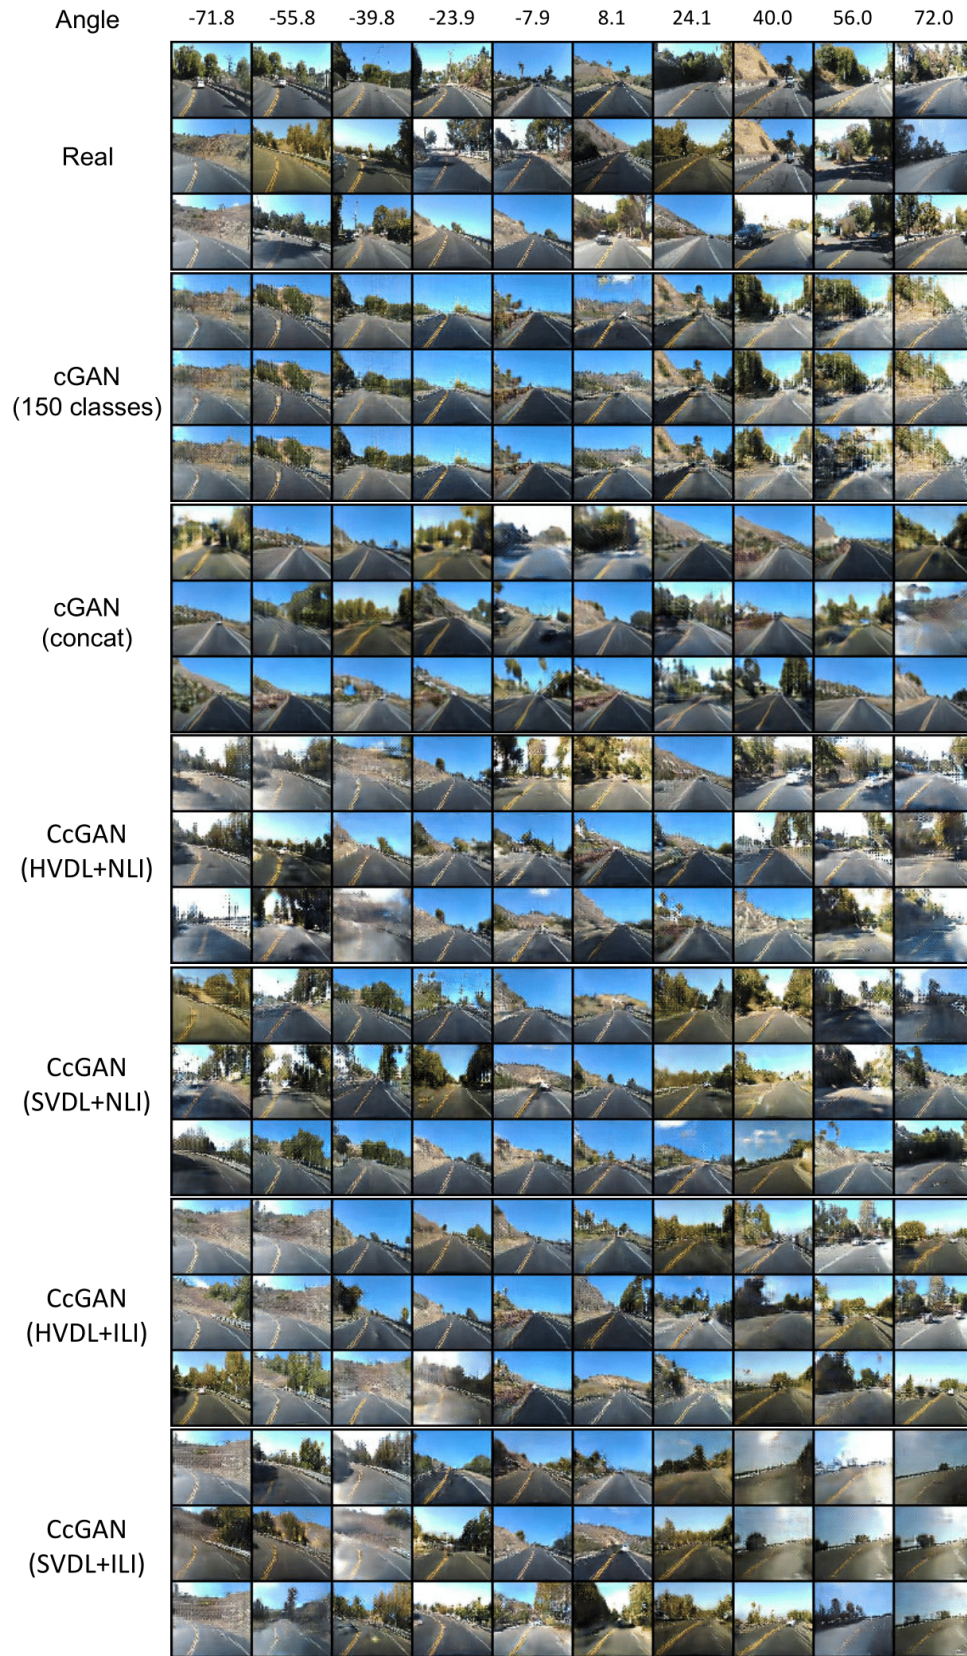 Angle -71.8 -55.8 -39.8 -23.9 -7.9 8.1 24.1 40.0 56.0 72.0
Real
cGAN
(150 classes)
cGAN
(concat)
CcGAN
(HVDL+NLI)
CcGAN
(SVDL+NLI)
CcGAN
(HVDL+ILI)
CcGAN
(SVDL+ILI)